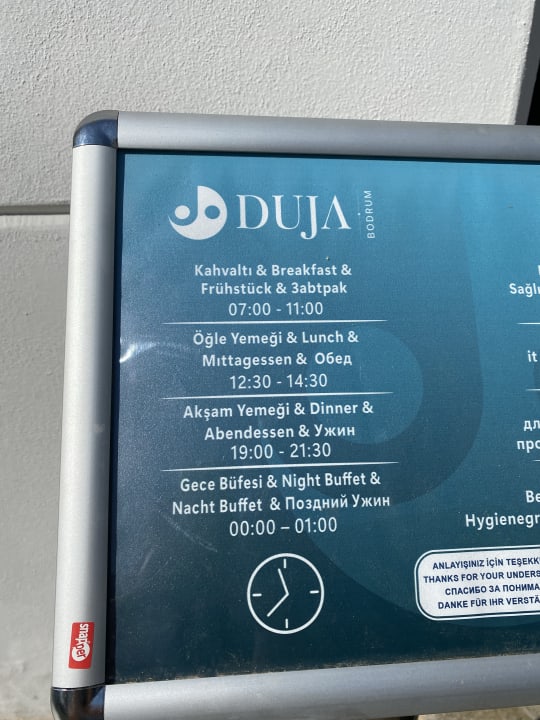 DUJA
BODRUM
Kahvaltı & Breakfast &
Frühstück & 3abtpak
07:00 - 11:00
Öğle Yemeği & Lunch &
Mıttagessen & Обед
12:30 - 14:30
Akşam Yemeği & Dinner &
Abendessen & Ужин
19:00 - 21:30
Gece Büfesi & Night Buffet &
Nacht Buffet & Поздний Ужин
00:00 – 01:00
Sağlı
it
дл
про
Be
Hygienegr
ANLAYIŞINIZ İÇİN TEŞEKK
THANKS FOR YOUR UNDERS
СПАСИБО ЗА ПОНИМА
DANKE FÜR IHR VERSTÄ